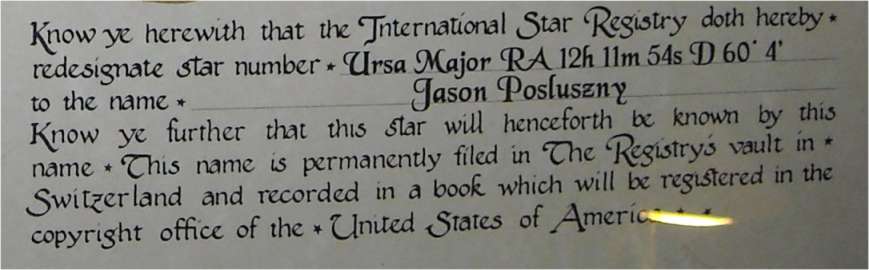 Know ye herewith that the International Star Registry doth hereby *
redesignate star number * Ursa Major RA 12h 11m 54s D 60° 4'
to the name * Jason Posluszny
Know ye further that this star will henceforth be known by this
name * This name is permanently filed in The Registry's vault in *
Switzerland and recorded in a book which will be registered in the
copyright office of the * United States of America * *